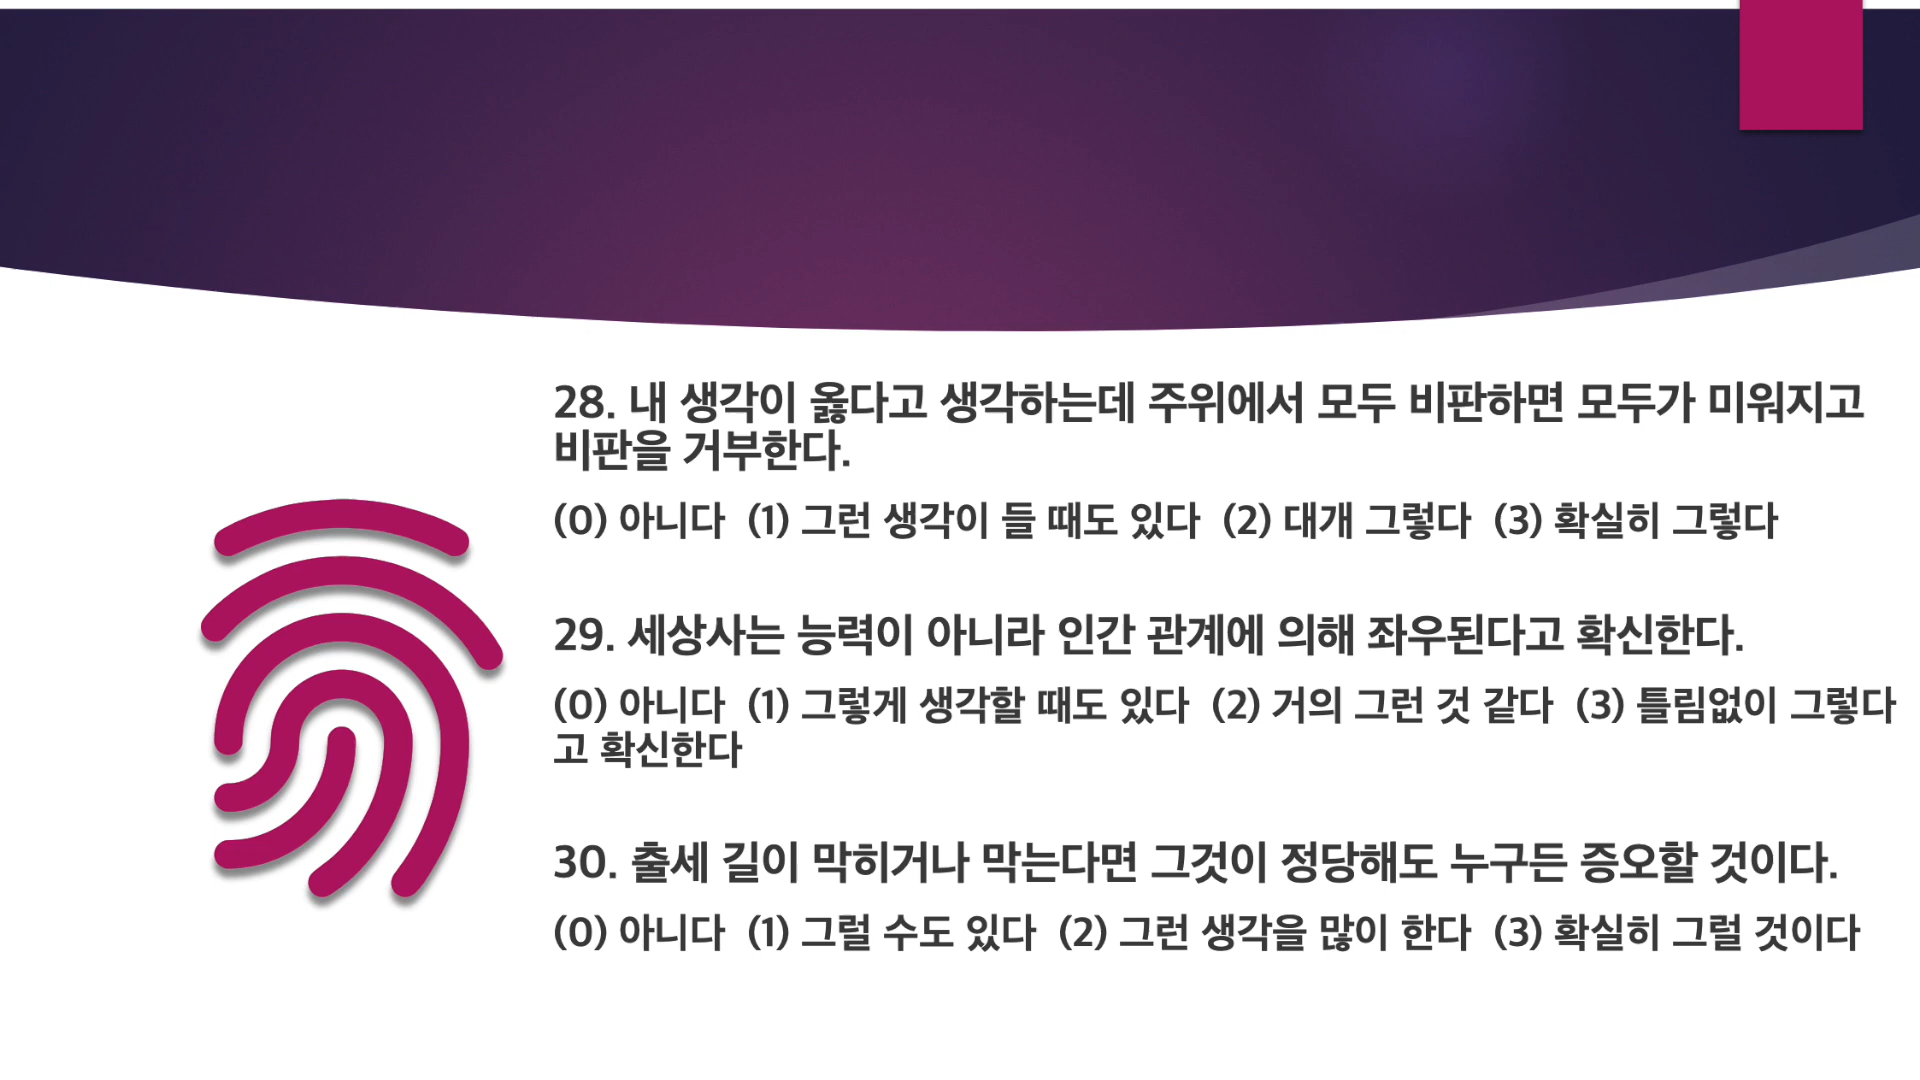 28. 내 생각이 옳다고 생각하는데 주위에서 모두 비판하면 모두가 미워지고
비판을 거부한다.
(0) 아니다 (1) 그런 생각이 들 때도 있다 (2) 대개 그렇다 (3) 확실히 그렇다
29. 세상사는 능력이 아니라 인간 관계에 의해 좌우된다고 확신한다.
(0) 아니다 (1) 그렇게 생각할 때도 있다 (2) 거의 그런 것 같다 (3) 틀림없이 그렇다
고 확신한다
30. 출세 길이 막히거나 막는다면 그것이 정당해도 누구든 증오할 것이다.
(0) 아니다 (1) 그럴 수도 있다 (2) 그런 생각을 많이 한다 (3) 확실히 그럴 것이다